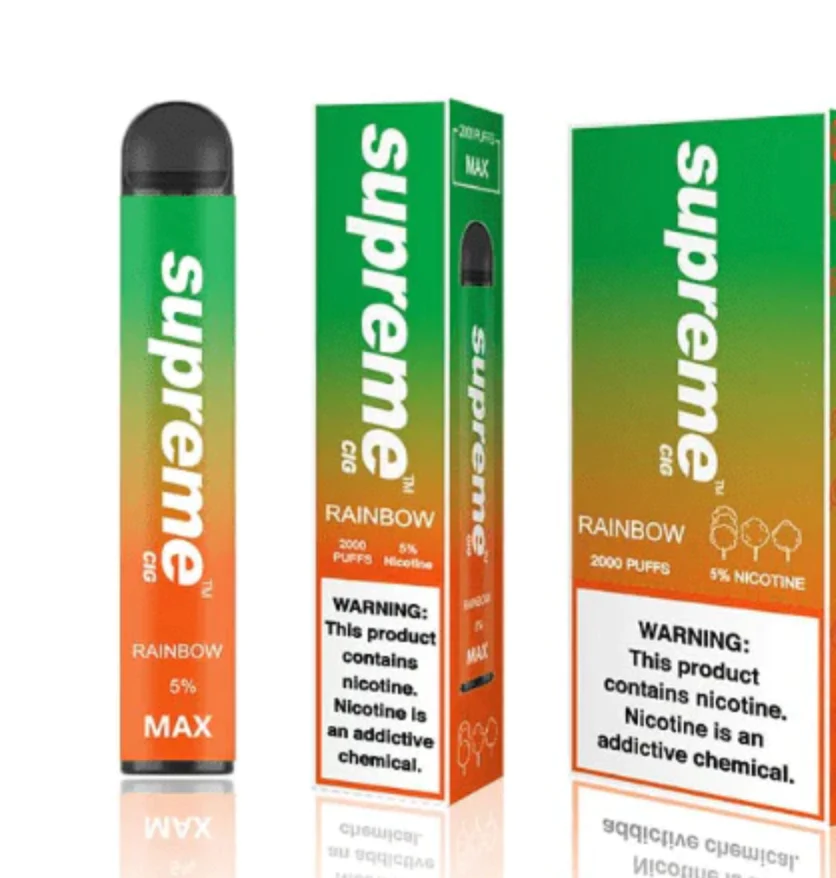 supreme
CIG
TM
RAINBOW
5%
MAX
supreme
CIG
TM
RAINBOW
2000
PUFFS
5%
Nicotine
WARNING:
This product
contains
nicotine.
Nicotine is
an addictive
chemical.
2000 PUFFS
MAX
supreme
RAINBOW
5%
MAX
supreme
CIG
TM
RAINBOW
2000 PUFFS
5% NICOTINE
WARNING:
This product
contains nicotine.
Nicotine is an
addictive chemical.